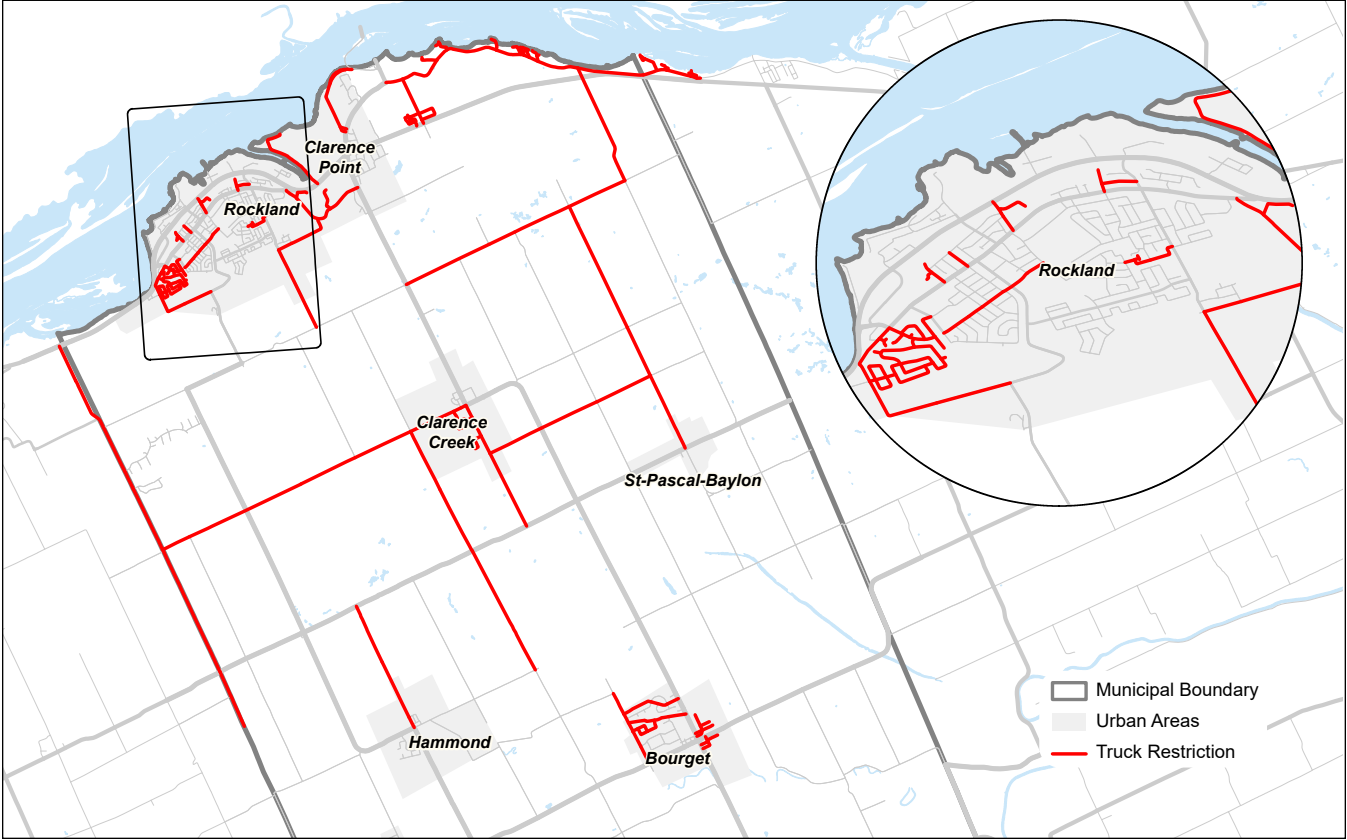 Clarence
Point
Rockland
Rockland
Clarence
Creek
St-Pascal-Baylon
Hammond
Bourget
Municipal Boundary
Urban Areas
Truck Restriction